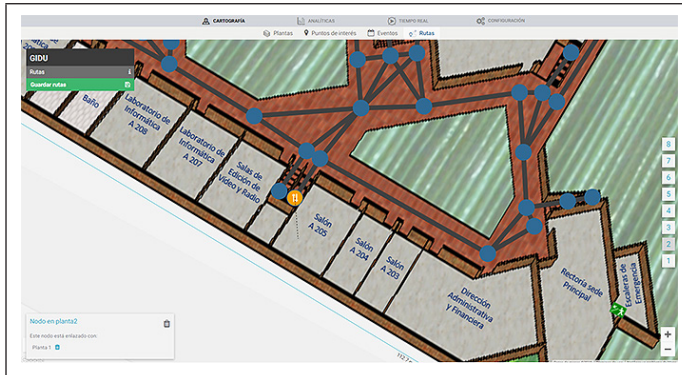 CARTOGRAFÍA ANALÍTICAS TIEMPO REAL CONFIGURACIÓN
Plantas Puntos de interés Eventos Rutas
GIDU
Rutas
Guardar rutas
Baño
Laboratorio de
Informática
A 208
Laboratorio de
Informática
A 207
Salas de
Edición de
Vídeo y Radio
Salón
A 205
Salón
A 204
Salón
A 203
Dirección
Administrativa
y Financiera
Rectoría sede
Principal
Escaleras de
Emergencia
8
7
6
5
4
3
2
1
+
−
Nodo en planta2
Este nodo está enlazado con:
Planta 1